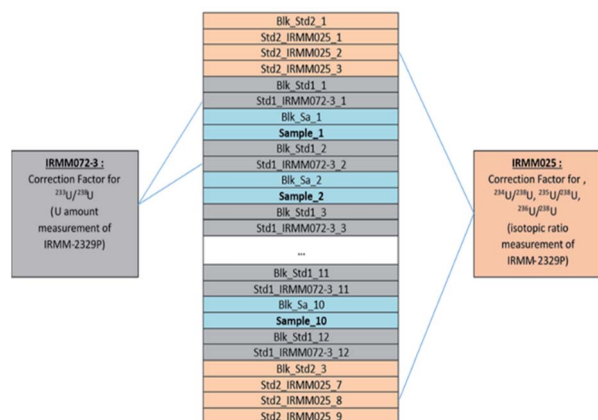 Blk_Std2_1
Std2_IRMM025_1
Std2_IRMM025_2
Std2_IRMM025_3
Blk_Std1_1
Std1_IRMM072-3_1
Blk_Sa_1
Sample_1
Blk_Std1_2
Std1_IRMM072-3_2
Blk_Sa_2
Sample_2
Blk_Std1_3
Std1_IRMM072-3_3
...
Blk_Std1_11
Std1_IRMM072-3_11
Blk_Sa_10
Sample_10
Blk_Std1_12
Std1_IRMM072-3_12
Blk_Std2_3
Std2_IRMM025_7
Std2_IRMM025_8
Std2_IRMM025_9
IRMM072-3 :
Correction Factor for
²³³U/²³⁸U
(U amount
measurement of
IRMM-2329P)
IRMM025 :
Correction Factor for ,
²³⁴U/²³⁸U, ²³⁵U/²³⁸U,
²³⁶U/²³⁸U
(isotopic ratio
measurement of
IRMM-2329P)